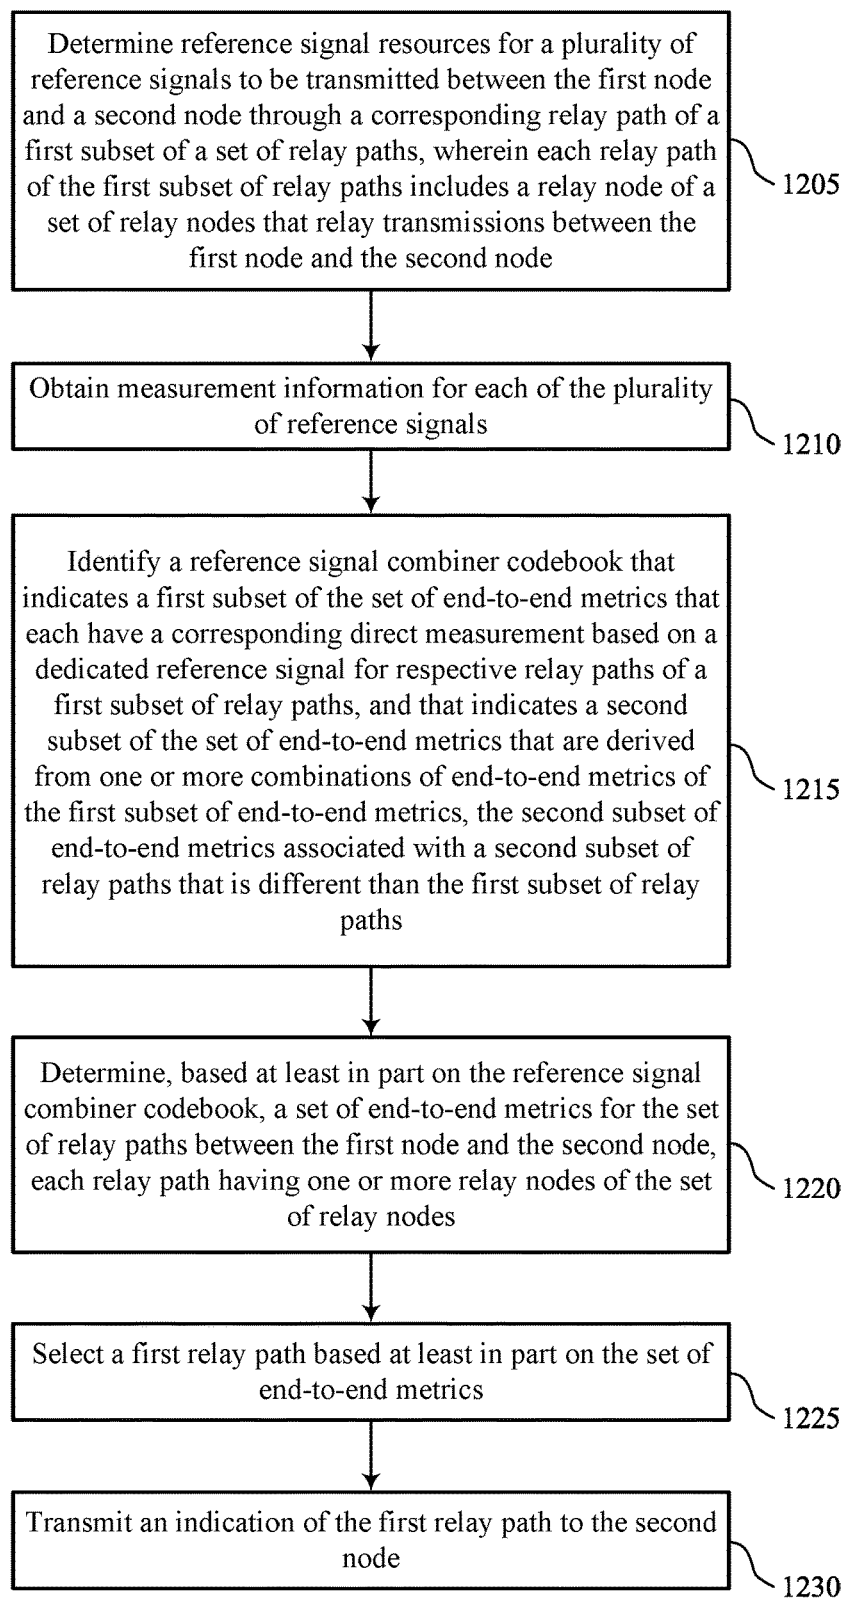 Determine reference signal resources for a plurality of
reference signals to be transmitted between the first node
and a second node through a corresponding relay path of a
first subset of a set of relay paths, wherein each relay path
of the first subset of relay paths includes a relay node of a
set of relay nodes that relay transmissions between the
first node and the second node
1205
Obtain measurement information for each of the plurality
of reference signals
1210
Identify a reference signal combiner codebook that
indicates a first subset of the set of end-to-end metrics that
each have a corresponding direct measurement based on a
dedicated reference signal for respective relay paths of a
first subset of relay paths, and that indicates a second
subset of the set of end-to-end metrics that are derived
from one or more combinations of end-to-end metrics of
the first subset of end-to-end metrics, the second subset of
end-to-end metrics associated with a second subset of
relay paths that is different than the first subset of relay
paths
1215
Determine, based at least in part on the reference signal
combiner codebook, a set of end-to-end metrics for the set
of relay paths between the first node and the second node,
each relay path having one or more relay nodes of the set
of relay nodes
1220
Select a first relay path based at least in part on the set of
end-to-end metrics
1225
Transmit an indication of the first relay path to the second
node
1230